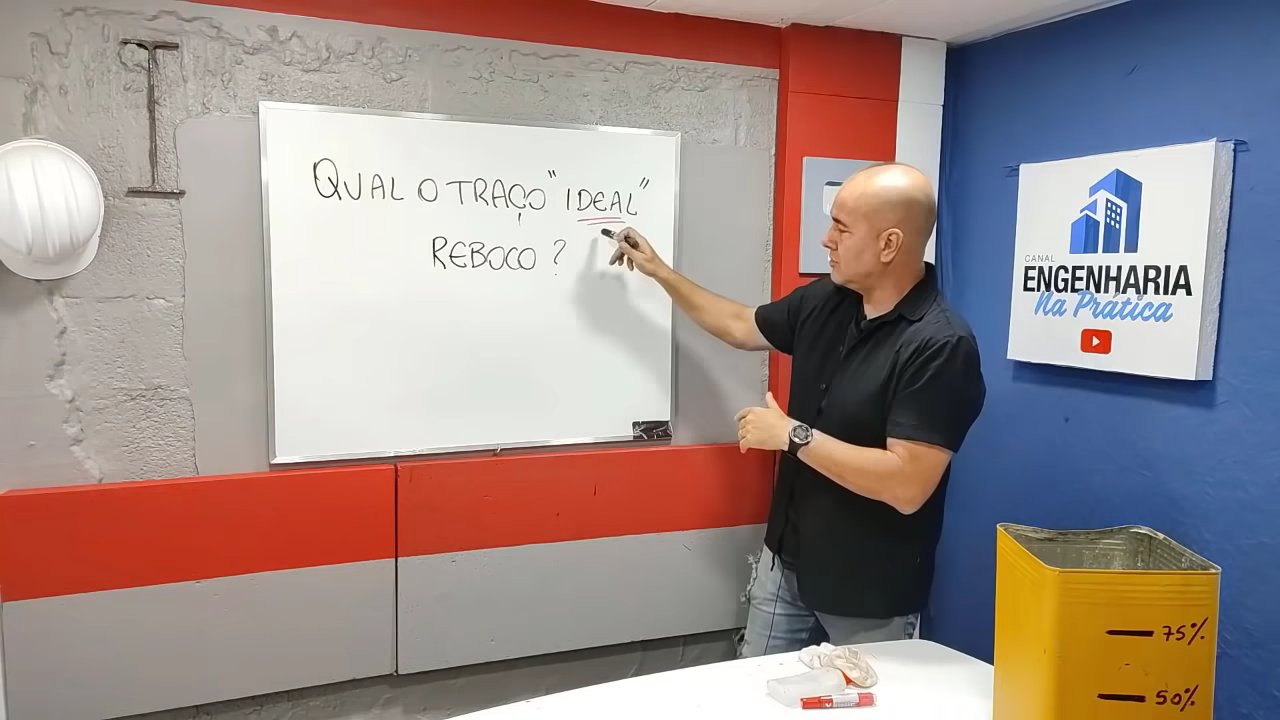 QUAL O TRAÇO "IDEAL"
REBOCO ?
CANAL
ENGENHARIA
Na Prática
75%
50%